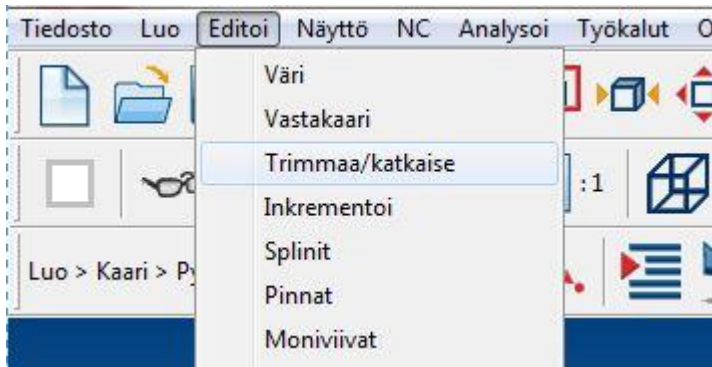 Tiedosto Luo Editoi Näyttö NC Analysoi Työkalut
Väri
Vastakaari
Trimmaa/katkaise
:1
Inkrementoi
Splinit
Luo > Kaari >
Pinnat
Moniviivat